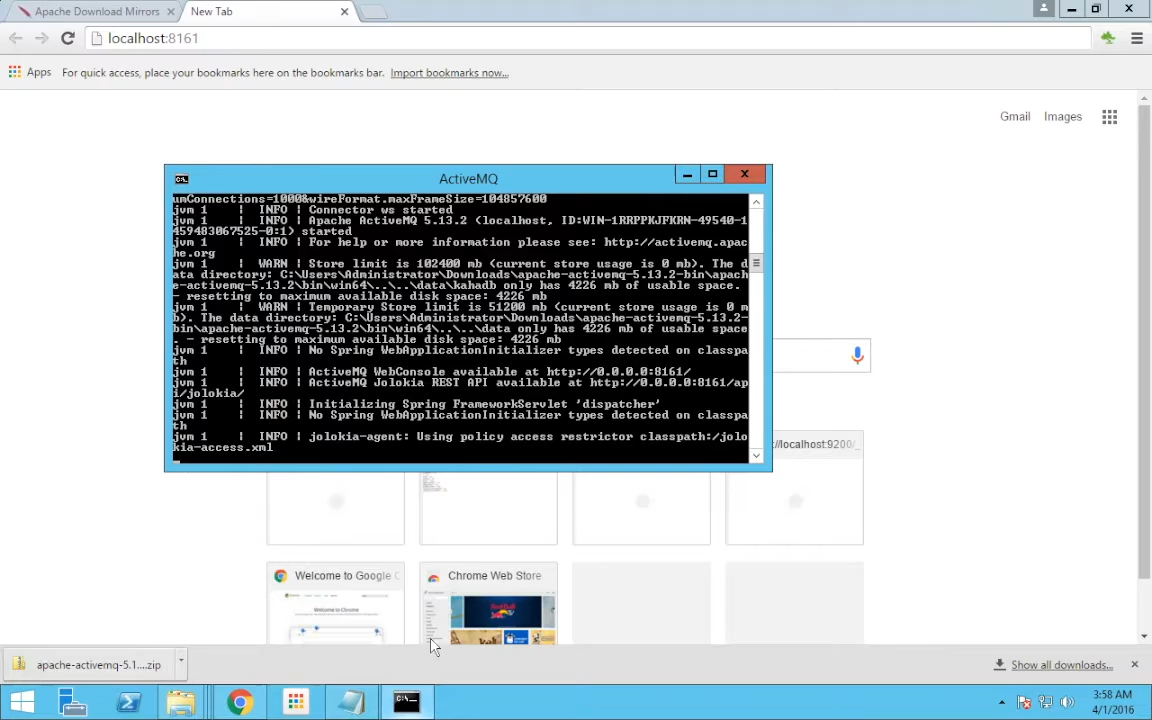 Apache Download Mirrors
New Tab
localhost:8161
Apps For quick access, place your bookmarks here on the bookmarks bar. Import bookmarks now...
Gmail Images
ActiveMQ
umConnections=1000&wireFormat.maxFrameSize=104857600
jvm 1 | INFO | Connector ws started
jvm 1 | INFO | Apache ActiveMQ 5.13.2 (localhost, ID:WIN-1RRPPKJFKRN-49540-1
459483067525-0:1) started
jvm 1 | INFO | For help or more information please see: http://activemq.apac
he.org
jvm 1 | WARN | Store limit is 102400 mb (current store usage is 0 mb). The d
ata directory: C:\Users\Administrator\Downloads\apache-activemq-5.13.2-bin\apach
e-activemq-5.13.2\bin\win64\..\..\data\kahadb only has 4226 mb of usable space.
- resetting to maximum available disk space: 4226 mb
jvm 1 | WARN | Temporary Store limit is 51200 mb (current store usage is 0 m
b). The data directory: C:\Users\Administrator\Downloads\apache-activemq-5.13.2-
bin\apache-activemq-5.13.2\bin\win64\..\..\data only has 4226 mb of usable space
. - resetting to maximum available disk space: 4226 mb
jvm 1 | INFO | No Spring WebApplicationInitializer types detected on classpa
th
jvm 1 | INFO | ActiveMQ WebConsole available at http://0.0.0.0:8161/
jvm 1 | INFO | ActiveMQ Jolokia REST API available at http://0.0.0.0:8161/ap
i/jolokia/
jvm 1 | INFO | Initializing Spring FrameworkServlet 'dispatcher'
jvm 1 | INFO | No Spring WebApplicationInitializer types detected on classpa
th
jvm 1 | INFO | jolokia-agent: Using policy access restrictor classpath:/jolo
kia-access.xml
://localhost:9200/_
Welcome to Google C
Chrome Web Store
Welcome to Chrome
Red Bull
apache-activemq-5.1....zip
Show all downloads...
3:58 AM
4/1/2016